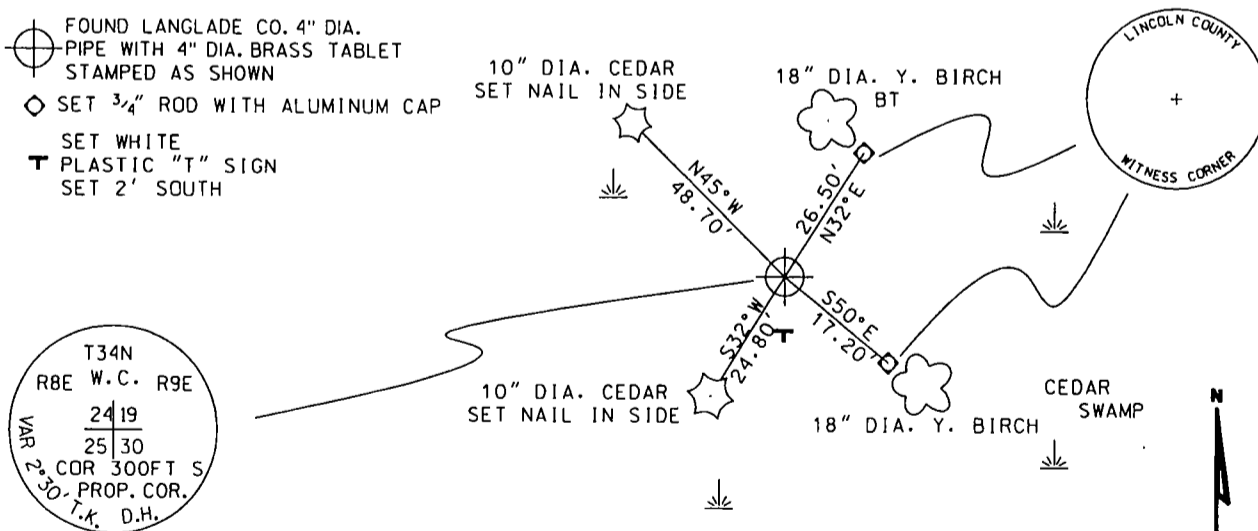 FOUND LANGLADE CO. 4" DIA.
PIPE WITH 4" DIA. BRASS TABLET
STAMPED AS SHOWN
SET 3/4" ROD WITH ALUMINUM CAP
SET WHITE
PLASTIC "T" SIGN
SET 2' SOUTH
10" DIA. CEDAR
SET NAIL IN SIDE
18" DIA. Y. BIRCH
BT
LINCOLN COUNTY
WITNESS CORNER
N45°W
48.70'
26.50'
N32°E
S32°W
24.80'
T
S50°E
17.20'
10" DIA. CEDAR
SET NAIL IN SIDE
18" DIA. Y. BIRCH
CEDAR
SWAMP
N
T34N
R8E W.C. R9E
24 19
25 30
COR 300FT S
PROP. COR.
VAR 2°30' T.K. D.H.